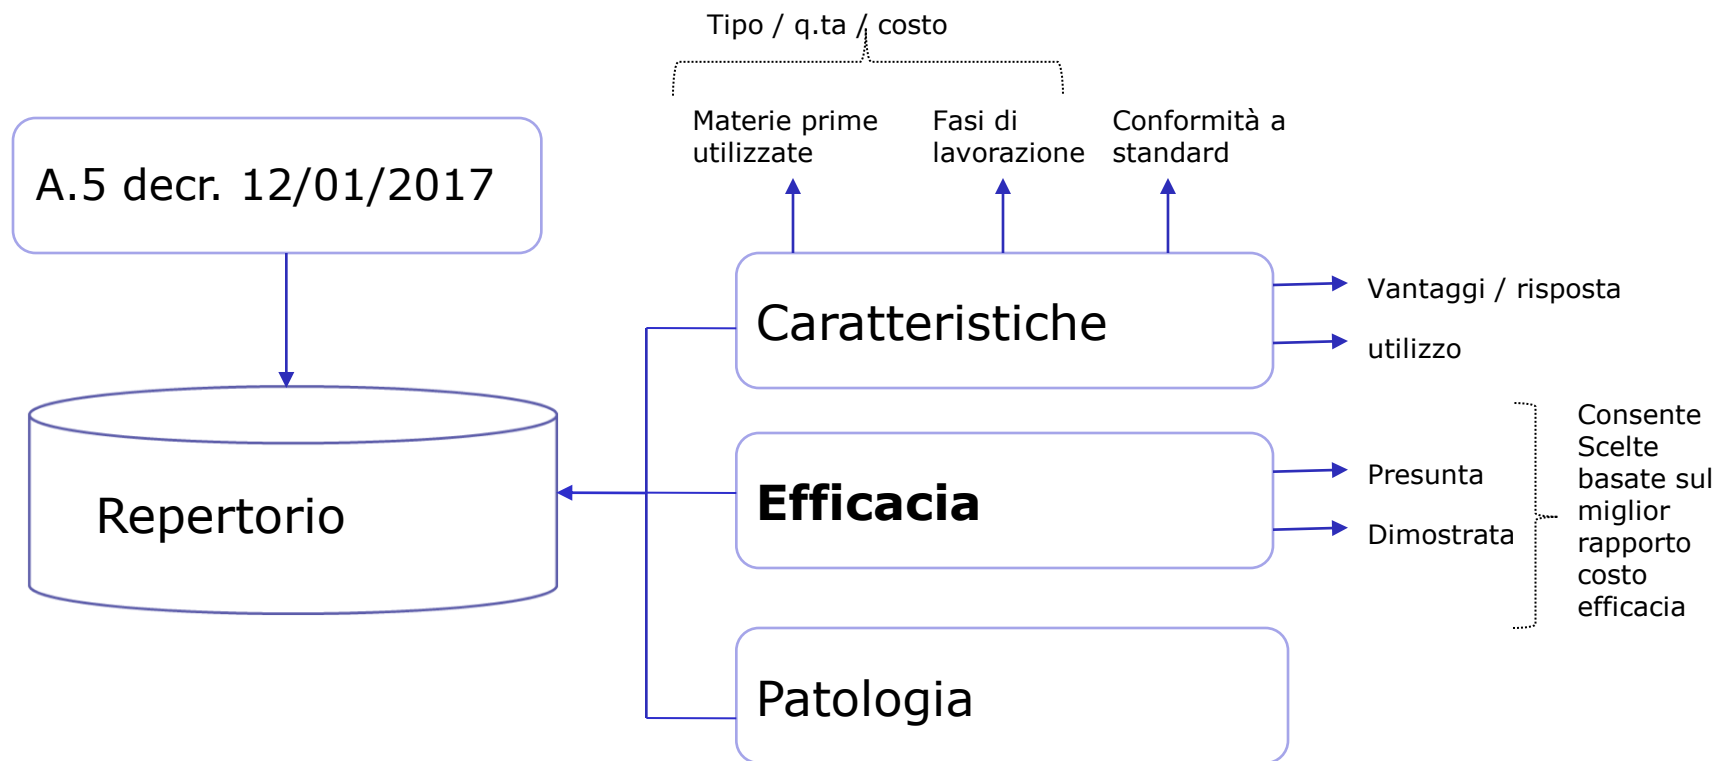 Tipo / q.ta / costo
Materie prime
utilizzate
Fasi di
lavorazione
Conformità a
standard
A.5 decr. 12/01/2017
Caratteristiche
Vantaggi / risposta
utilizzo
Repertorio
Efficacia
Presunta
Dimostrata
Consente
Scelte
basate sul
miglior
rapporto
costo
efficacia
Patologia